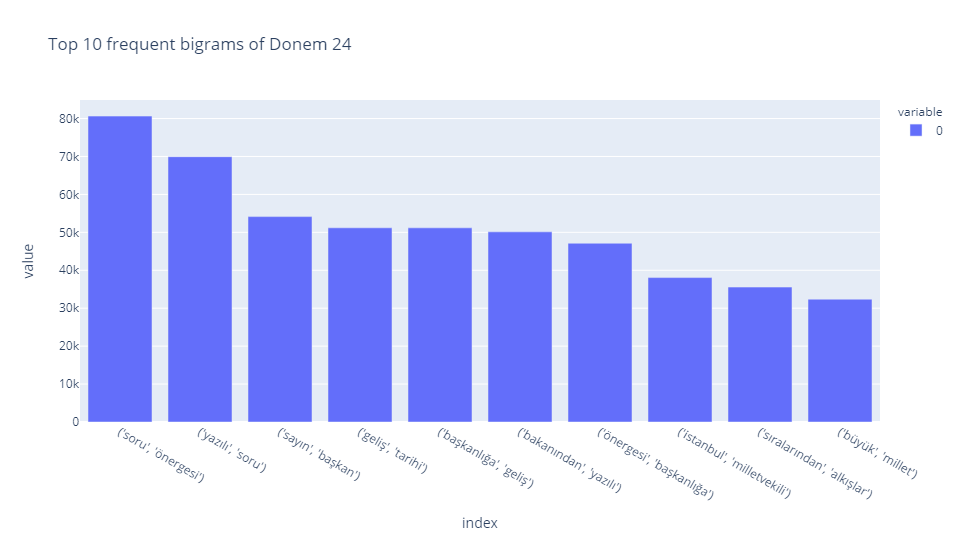 Top 10 frequent bigrams of Donem 24
variable
0
80k
70k
60k
50k
40k
30k
20k
10k
0
value
('soru', 'önergesi')
('yazılı', 'soru')
('sayın', 'başkan')
('geliş', 'tarihi')
('başkanlığa', 'geliş')
('bakanından', 'yazılı')
('önergesi', 'başkanlığa')
('istanbul', 'milletvekili')
('sıralarından', 'alkışlar')
('büyük', 'millet')
index